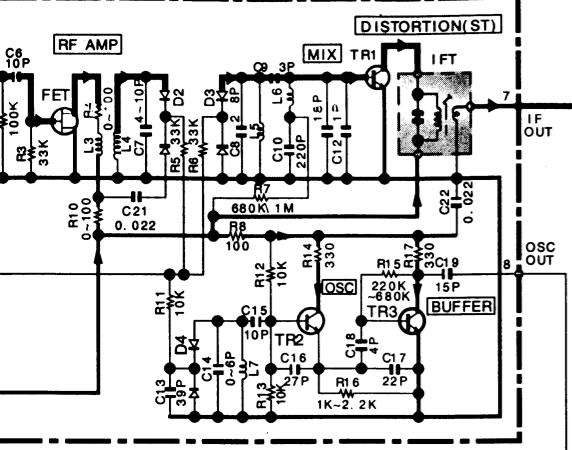 DISTORTION(ST)
RF AMP
MIX
TR1
IFT
C6
10P
FET
100K
R3
33K
0~100
L3
L4
4~10P
C7
D2
R5 33K
R6 33K
D3
C9 3P
8P
2
C8
L5
L6
C10
220P
18P
C12
7
IF
OUT
C21
0.022
R7
680K 1M
R8
100
C22
0.022
R10
0~100
R14
330
R17
330
R12
10K
OSC
R15
220K
~680K
C19
15P
BUFFER
8
OSC
OUT
R11
10K
D4
C15
10P
TR2
TR3
C13
39P
C14
0~6P
L7
C16
27P
R13
10K
C18
4P
C17
22P
R16
1K~2.2K